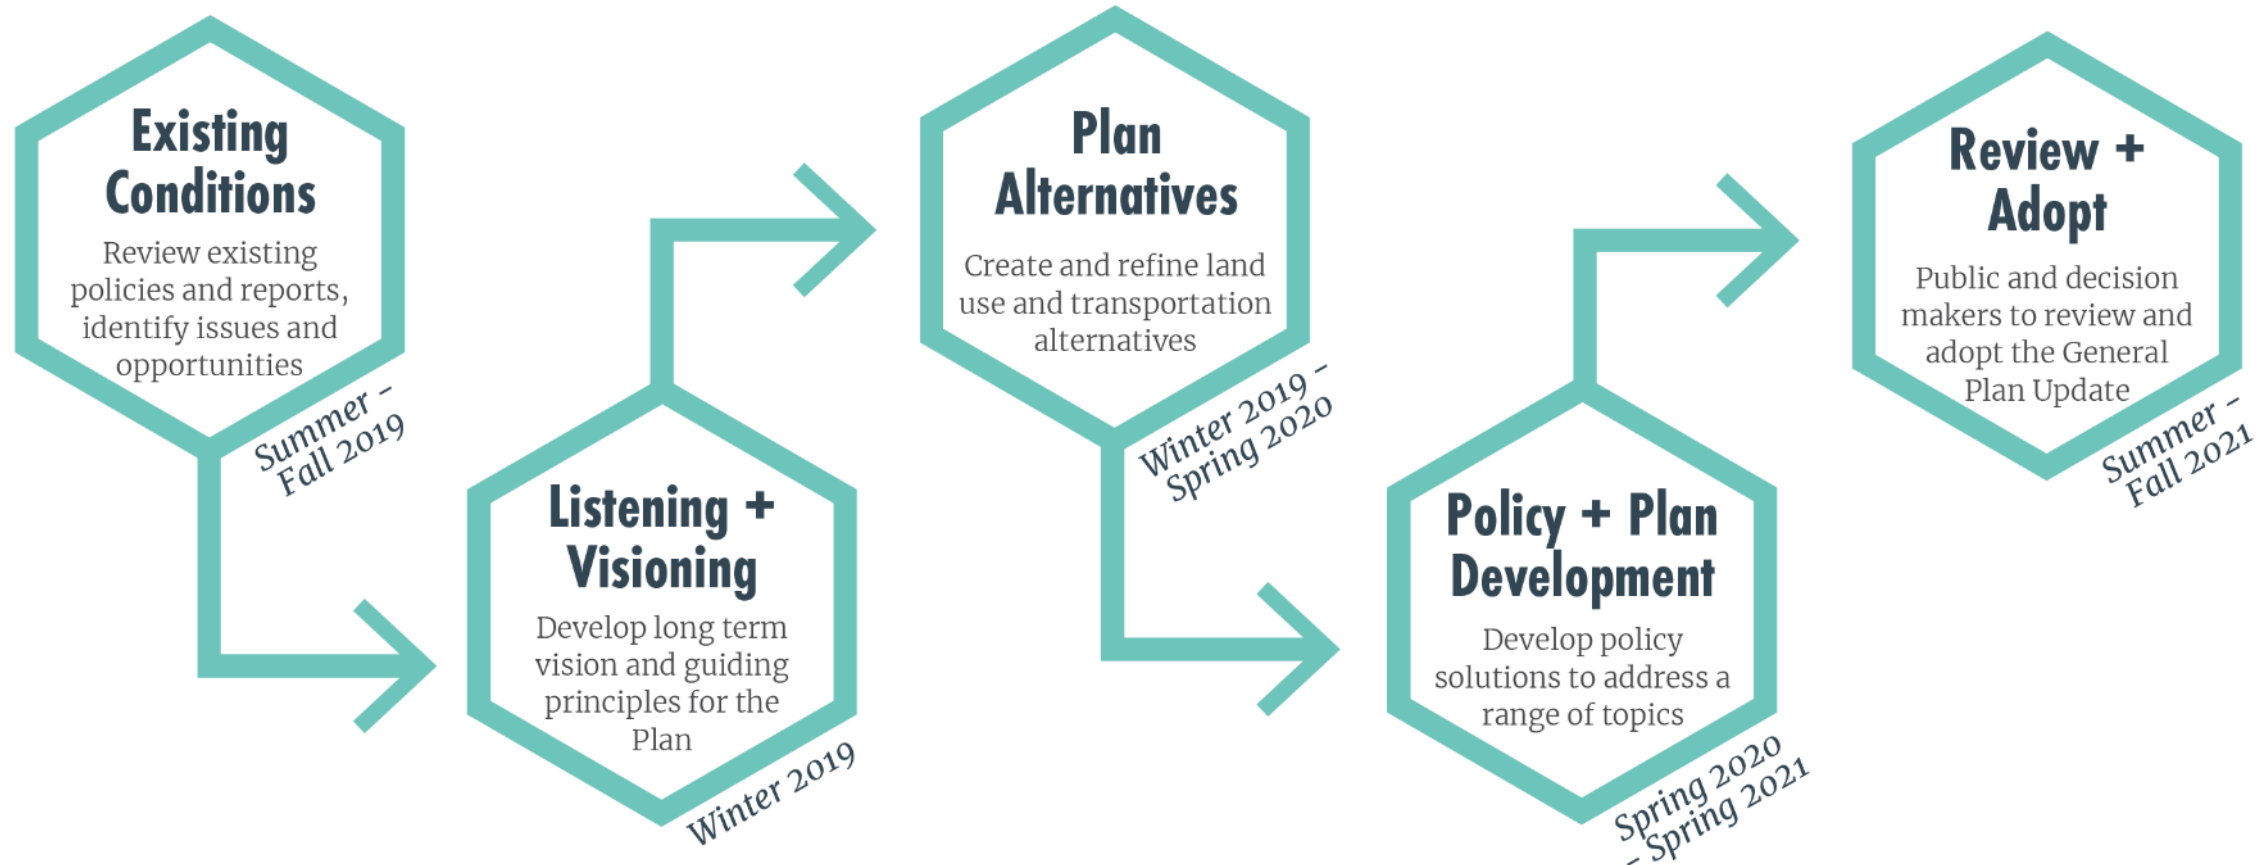 Existing
Conditions
Review existing
policies and reports,
identify issues and
opportunities
Summer –
Fall 2019
Listening +
Visioning
Develop long term
vision and guiding
principles for the
Plan
Winter 2019
Plan
Alternatives
Create and refine land
use and transportation
alternatives
Winter 2019 –
Spring 2020
Policy + Plan
Development
Develop policy
solutions to address a
range of topics
Spring 2020
– Spring 2021
Review +
Adopt
Public and decision
makers to review and
adopt the General
Plan Update
Summer –
Fall 2021